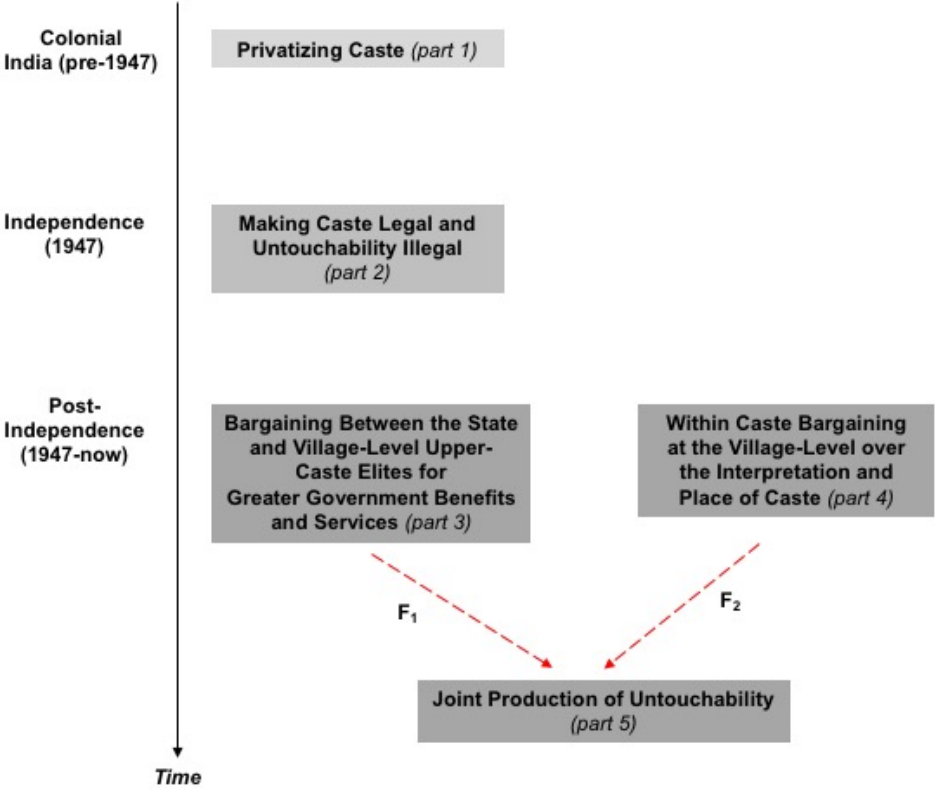 Colonial
India (pre-1947)
Privatizing Caste (part 1)
Independence
(1947)
Making Caste Legal and
Untouchability Illegal
(part 2)
Post-
Independence
(1947-now)
Bargaining Between the State
and Village-Level Upper-
Caste Elites for
Greater Government Benefits
and Services (part 3)
Within Caste Bargaining
at the Village-Level over
the Interpretation and
Place of Caste (part 4)
F₁
F₂
Joint Production of Untouchability
(part 5)
Time